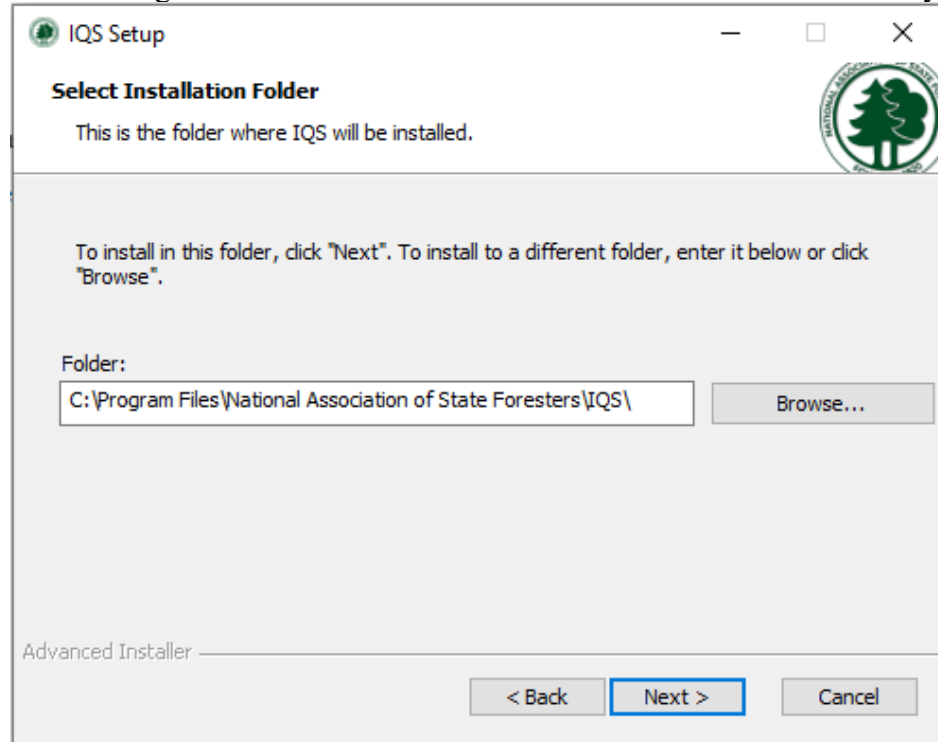 IQS Setup
Select Installation Folder
This is the folder where IQS will be installed.
To install in this folder, click "Next". To install to a different folder, enter it below or click
"Browse".
Folder:
C:\Program Files\National Association of State Foresters\IQS\
Browse...
Advanced Installer
< Back
Next >
Cancel